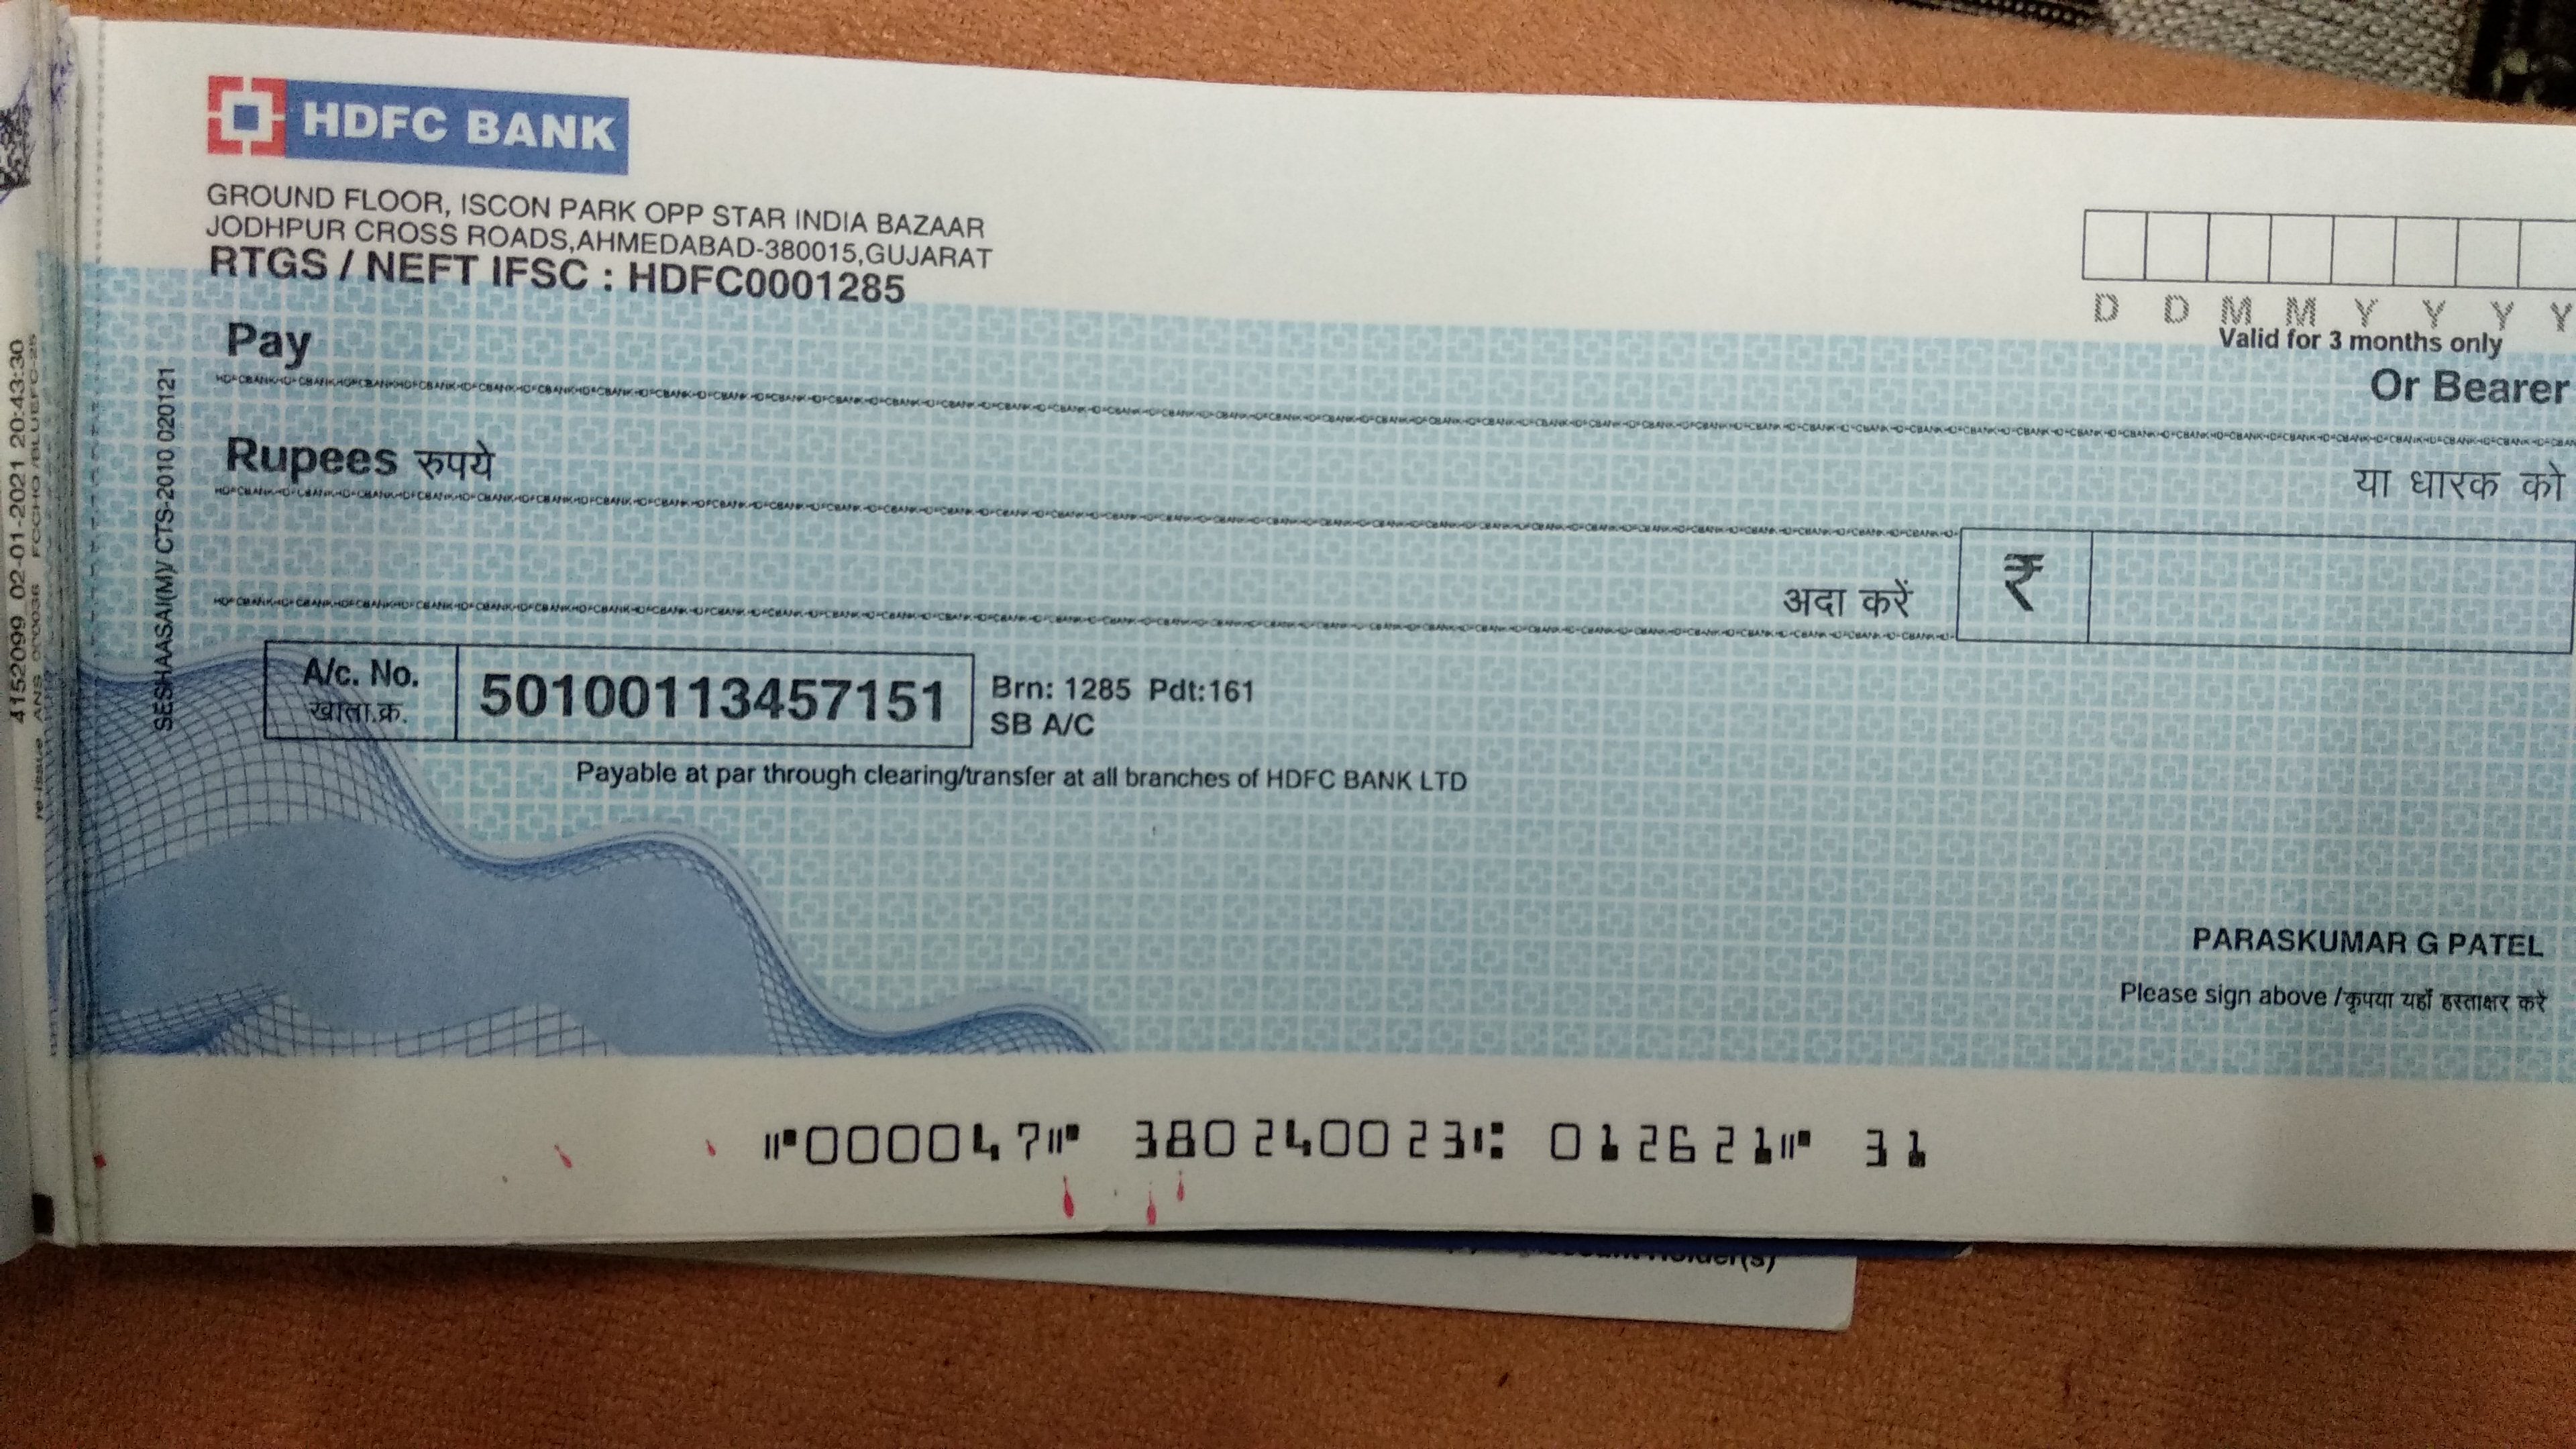 4152099_02-01-2021 20:43:30
re-issue ANS 000036 FCCHO /BLUEFC-25
SESHAASAI(M)/ CTS-2010 020121
HDFC BANK
GROUND FLOOR, ISCON PARK OPP STAR INDIA BAZAAR
JODHPUR CROSS ROADS,AHMEDABAD-380015,GUJARAT
RTGS / NEFT IFSC : HDFC0001285
D D M M Y Y Y Y
Valid for 3 months only
Pay
Or Bearer
या धारक को
Rupees रुपये
अदा करें
₹
A/c. No.
खाता.क्र.
50100113457151
Brn: 1285 Pdt:161
SB A/C
Payable at par through clearing/transfer at all branches of HDFC BANK LTD
PARASKUMAR G PATEL
Please sign above /कृपया यहाँ हस्ताक्षर करें
⑈000047⑈ 380240023⑆ 012621⑈ 31